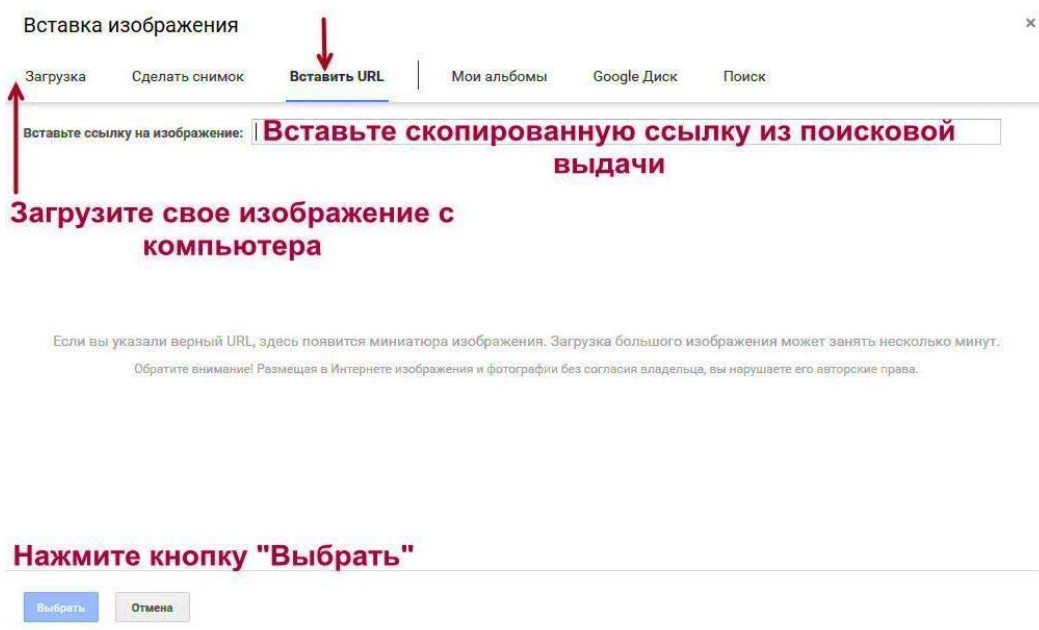 Вставка изображения
×
Загрузка Сделать снимок Вставить URL Мои альбомы Google Диск Поиск
Вставьте ссылку на изображение: Вставьте скопированную ссылку из поисковой
выдачи
Загрузите свое изображение с
компьютера
Если вы указали верный URL, здесь появится миниатюра изображения. Загрузка большого изображения может занять несколько минут.
Обратите внимание! Размещая в Интернете изображения и фотографии без согласия владельца, вы нарушаете его авторские права.
Нажмите кнопку "Выбрать"
Выбрать Отмена